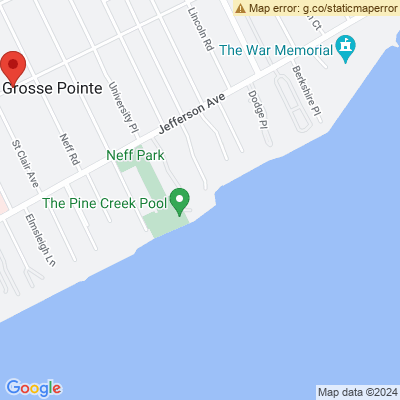 Map error: g.co/staticmaperror
Lincoln Rd
Ct
The War Memorial
Berkshire Pl
Grosse Pointe
University Pl
Jefferson Ave
Dodge Pl
St Clair Ave
Neff Rd
Neff Park
The Pine Creek Pool
Elmsleigh Ln
Google
Map data ©2024